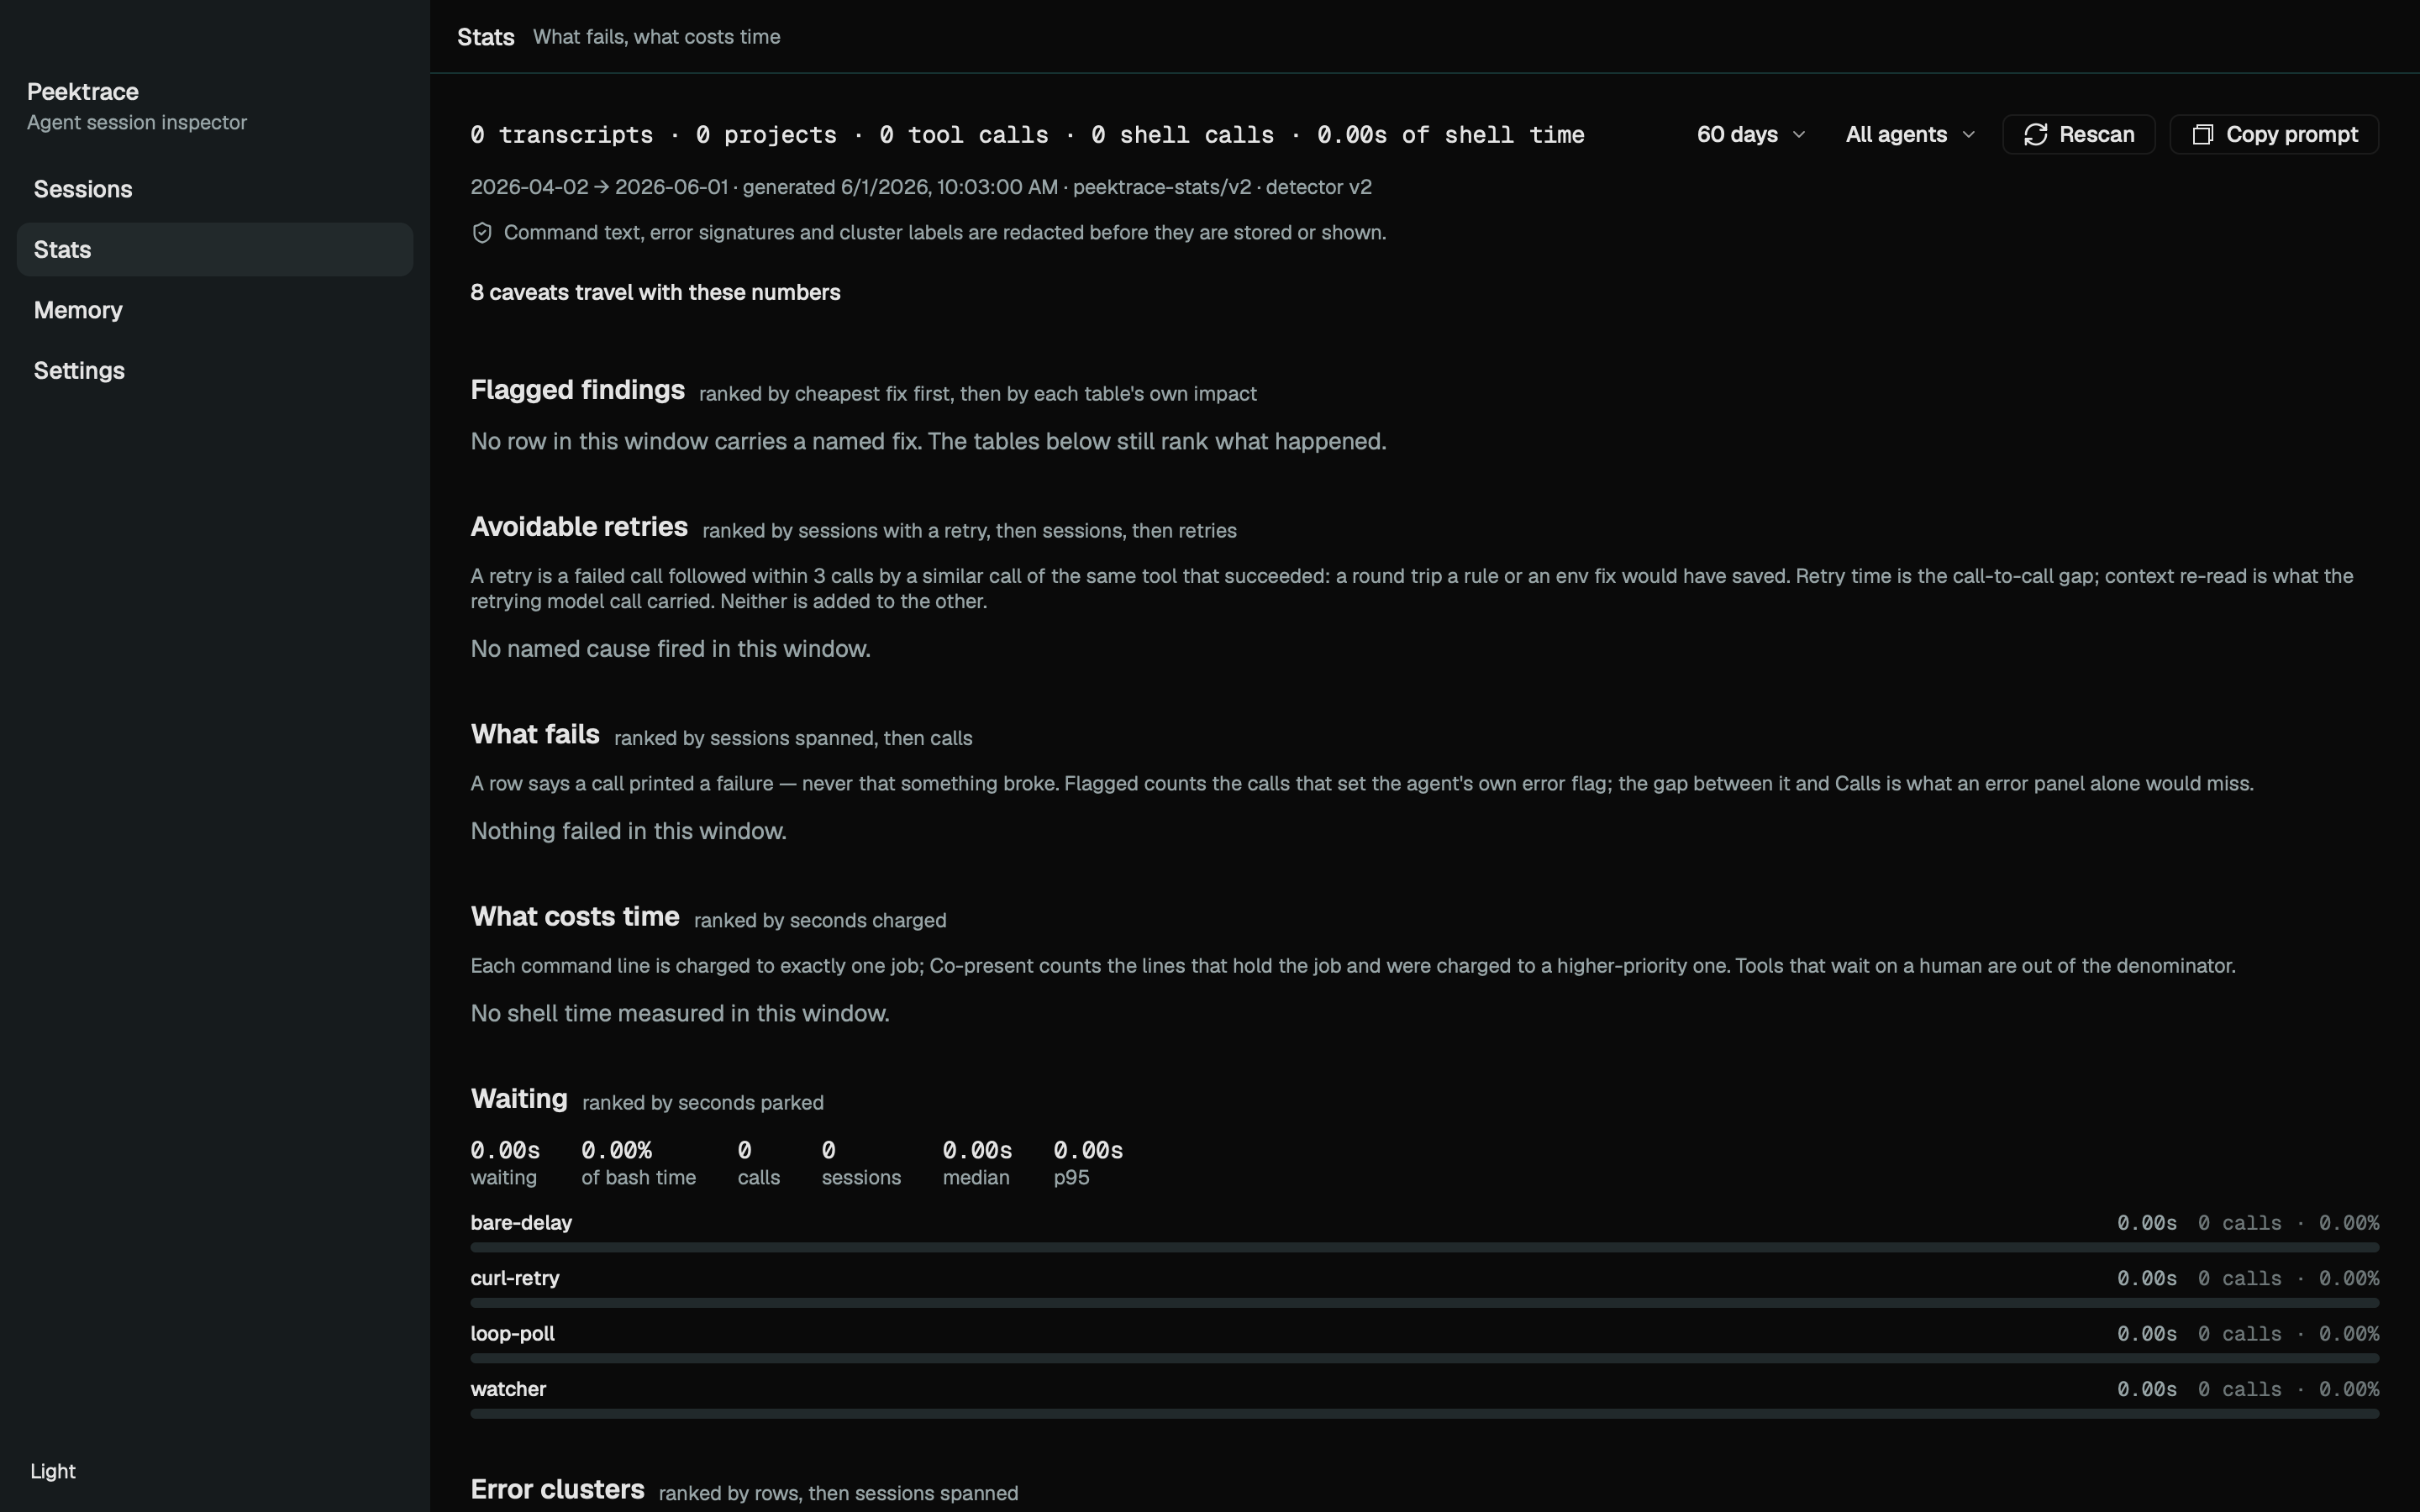 Peektrace
Agent session inspector
Sessions
Stats
Memory
Settings
Light
Stats What fails, what costs time
0 transcripts · 0 projects · 0 tool calls · 0 shell calls · 0.00s of shell time
60 days
All agents
Rescan
Copy prompt
2026-04-02 → 2026-06-01 · generated 6/1/2026, 10:03:00 AM · peektrace-stats/v2 · detector v2
Command text, error signatures and cluster labels are redacted before they are stored or shown.
8 caveats travel with these numbers
Flagged findings ranked by cheapest fix first, then by each table's own impact
No row in this window carries a named fix. The tables below still rank what happened.
Avoidable retries ranked by sessions with a retry, then sessions, then retries
A retry is a failed call followed within 3 calls by a similar call of the same tool that succeeded: a round trip a rule or an env fix would have saved. Retry time is the call-to-call gap; context re-read is what the
retrying model call carried. Neither is added to the other.
No named cause fired in this window.
What fails ranked by sessions spanned, then calls
A row says a call printed a failure — never that something broke. Flagged counts the calls that set the agent's own error flag; the gap between it and Calls is what an error panel alone would miss.
Nothing failed in this window.
What costs time ranked by seconds charged
Each command line is charged to exactly one job; Co-present counts the lines that hold the job and were charged to a higher-priority one. Tools that wait on a human are out of the denominator.
No shell time measured in this window.
Waiting ranked by seconds parked
0.00s 0.00% 0 0 0.00s 0.00s
waiting of bash time calls sessions median p95
bare-delay 0.00s 0 calls · 0.00%
curl-retry 0.00s 0 calls · 0.00%
loop-poll 0.00s 0 calls · 0.00%
watcher 0.00s 0 calls · 0.00%
Error clusters ranked by rows, then sessions spanned